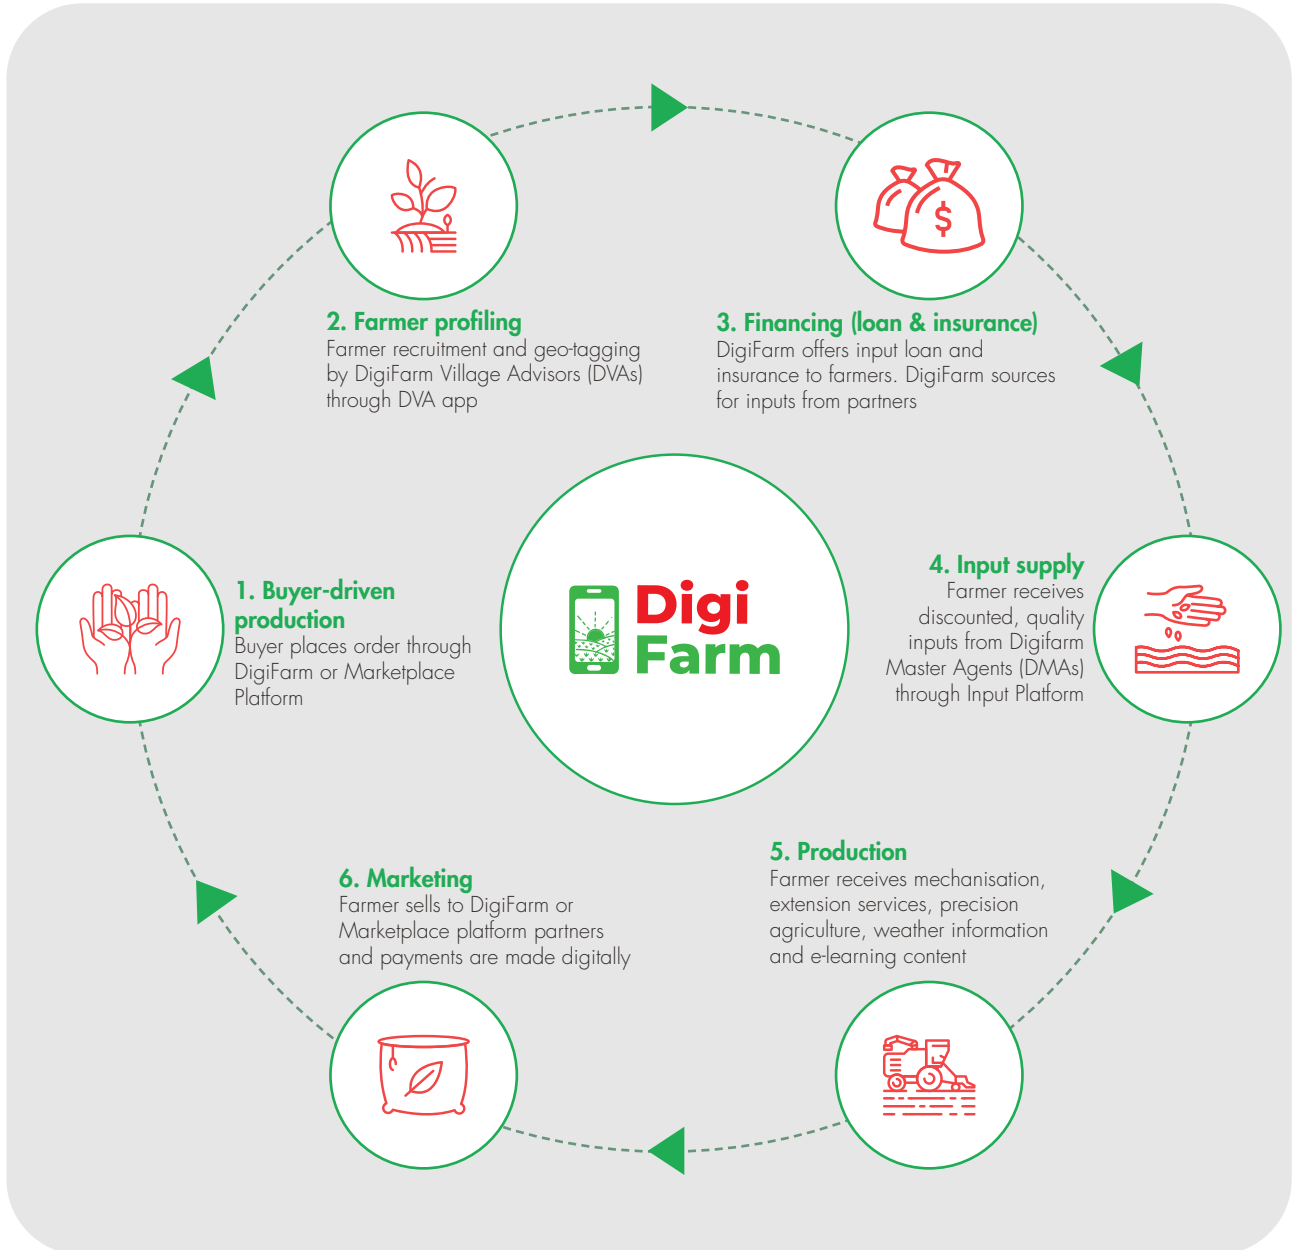 1. Buyer-driven
production
Buyer places order through
DigiFarm or Marketplace
Platform
2. Farmer profiling
Farmer recruitment and geo-tagging
by DigiFarm Village Advisors (DVAs)
through DVA app
3. Financing (loan & insurance)
DigiFarm offers input loan and
insurance to farmers. DigiFarm sources
for inputs from partners
$
4. Input supply
Farmer receives
discounted, quality
inputs from Digifarm
Master Agents (DMAs)
through Input Platform
5. Production
Farmer receives mechanisation,
extension services, precision
agriculture, weather information
and e-learning content
6. Marketing
Farmer sells to DigiFarm or
Marketplace platform partners
and payments are made digitally
Digi
Farm